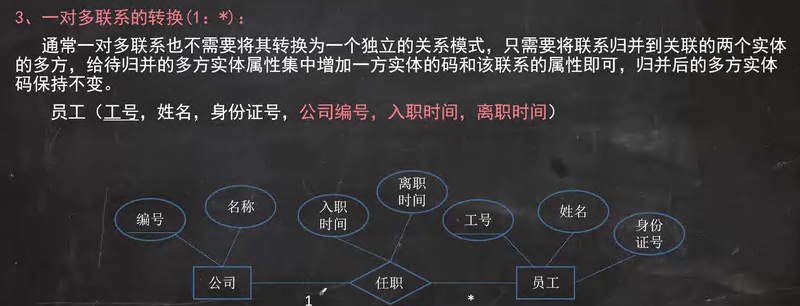 3、一对多联系的转换(1：*)：
通常一对多联系也不需要将其转换为一个独立的关系模式，只需要将联系归并到关联的两个实体
的多方，给待归并的多方实体属性集中增加一方实体的码和该联系的属性即可，归并后的多方实体
码保持不变。
员工（工号，姓名，身份证号，公司编号，入职时间，离职时间）
编号
名称
入职
时间
离职
时间
工号
姓名
身份
证号
公司
任职
员工
1
*